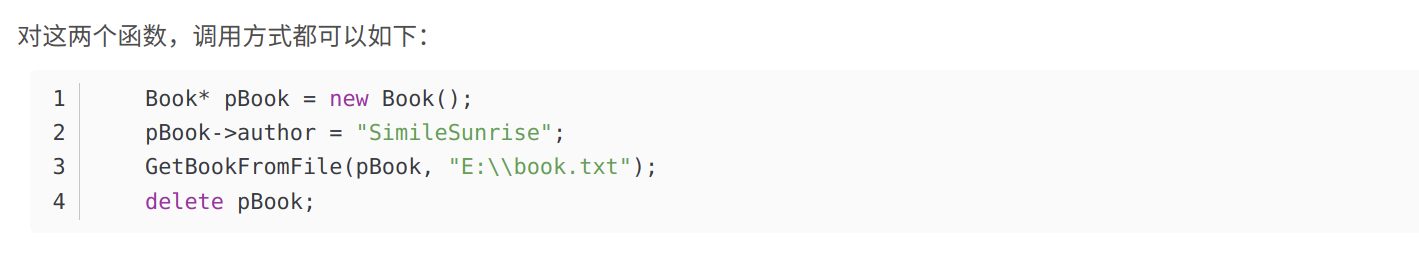 对这两个函数，调用方式都可以如下：
1 Book* pBook = new Book();
2 pBook->author = "SimileSunrise";
3 GetBookFromFile(pBook, "E:\\book.txt");
4 delete pBook;